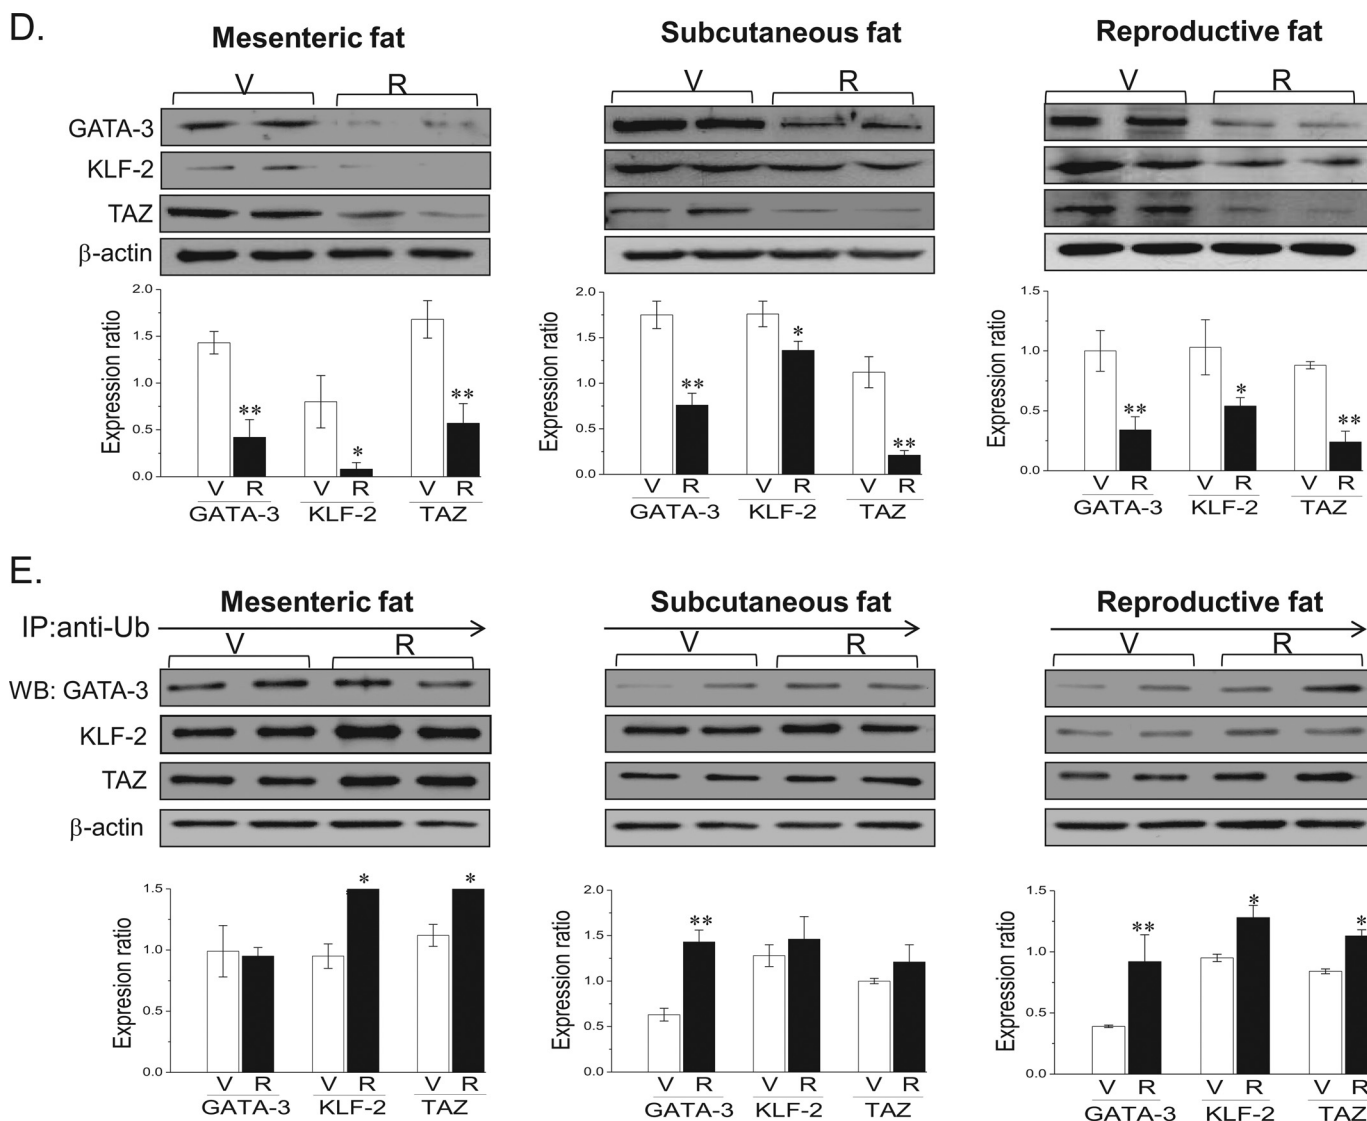 D.
Mesenteric fat
Subcutaneous fat
Reproductive fat
V R
V R
V R
GATA-3
KLF-2
TAZ
β-actin
Expression ratio
2.0
1.5
1.0
0.5
0.0
** * **
V R V R V R
GATA-3 KLF-2 TAZ
Expression ratio
2.0
1.5
1.0
0.5
0.0
** * **
V R V R V R
GATA-3 KLF-2 TAZ
Expression ratio
1.5
1.0
0.5
0.0
** * **
V R V R V R
GATA-3 KLF-2 TAZ
E.
Mesenteric fat
Subcutaneous fat
Reproductive fat
IP:anti-Ub
V R
V R
V R
WB: GATA-3
KLF-2
TAZ
β-actin
Expression ratio
1.5
1.0
0.5
0.0
* *
V R V R V R
GATA-3 KLF-2 TAZ
Expression ratio
2.0
1.5
1.0
0.5
0.0
**
V R V R V R
GATA-3 KLF-2 TAZ
Expression ratio
1.5
1.0
0.5
0.0
** * *
V R V R V R
GATA-3 KLF-2 TAZ